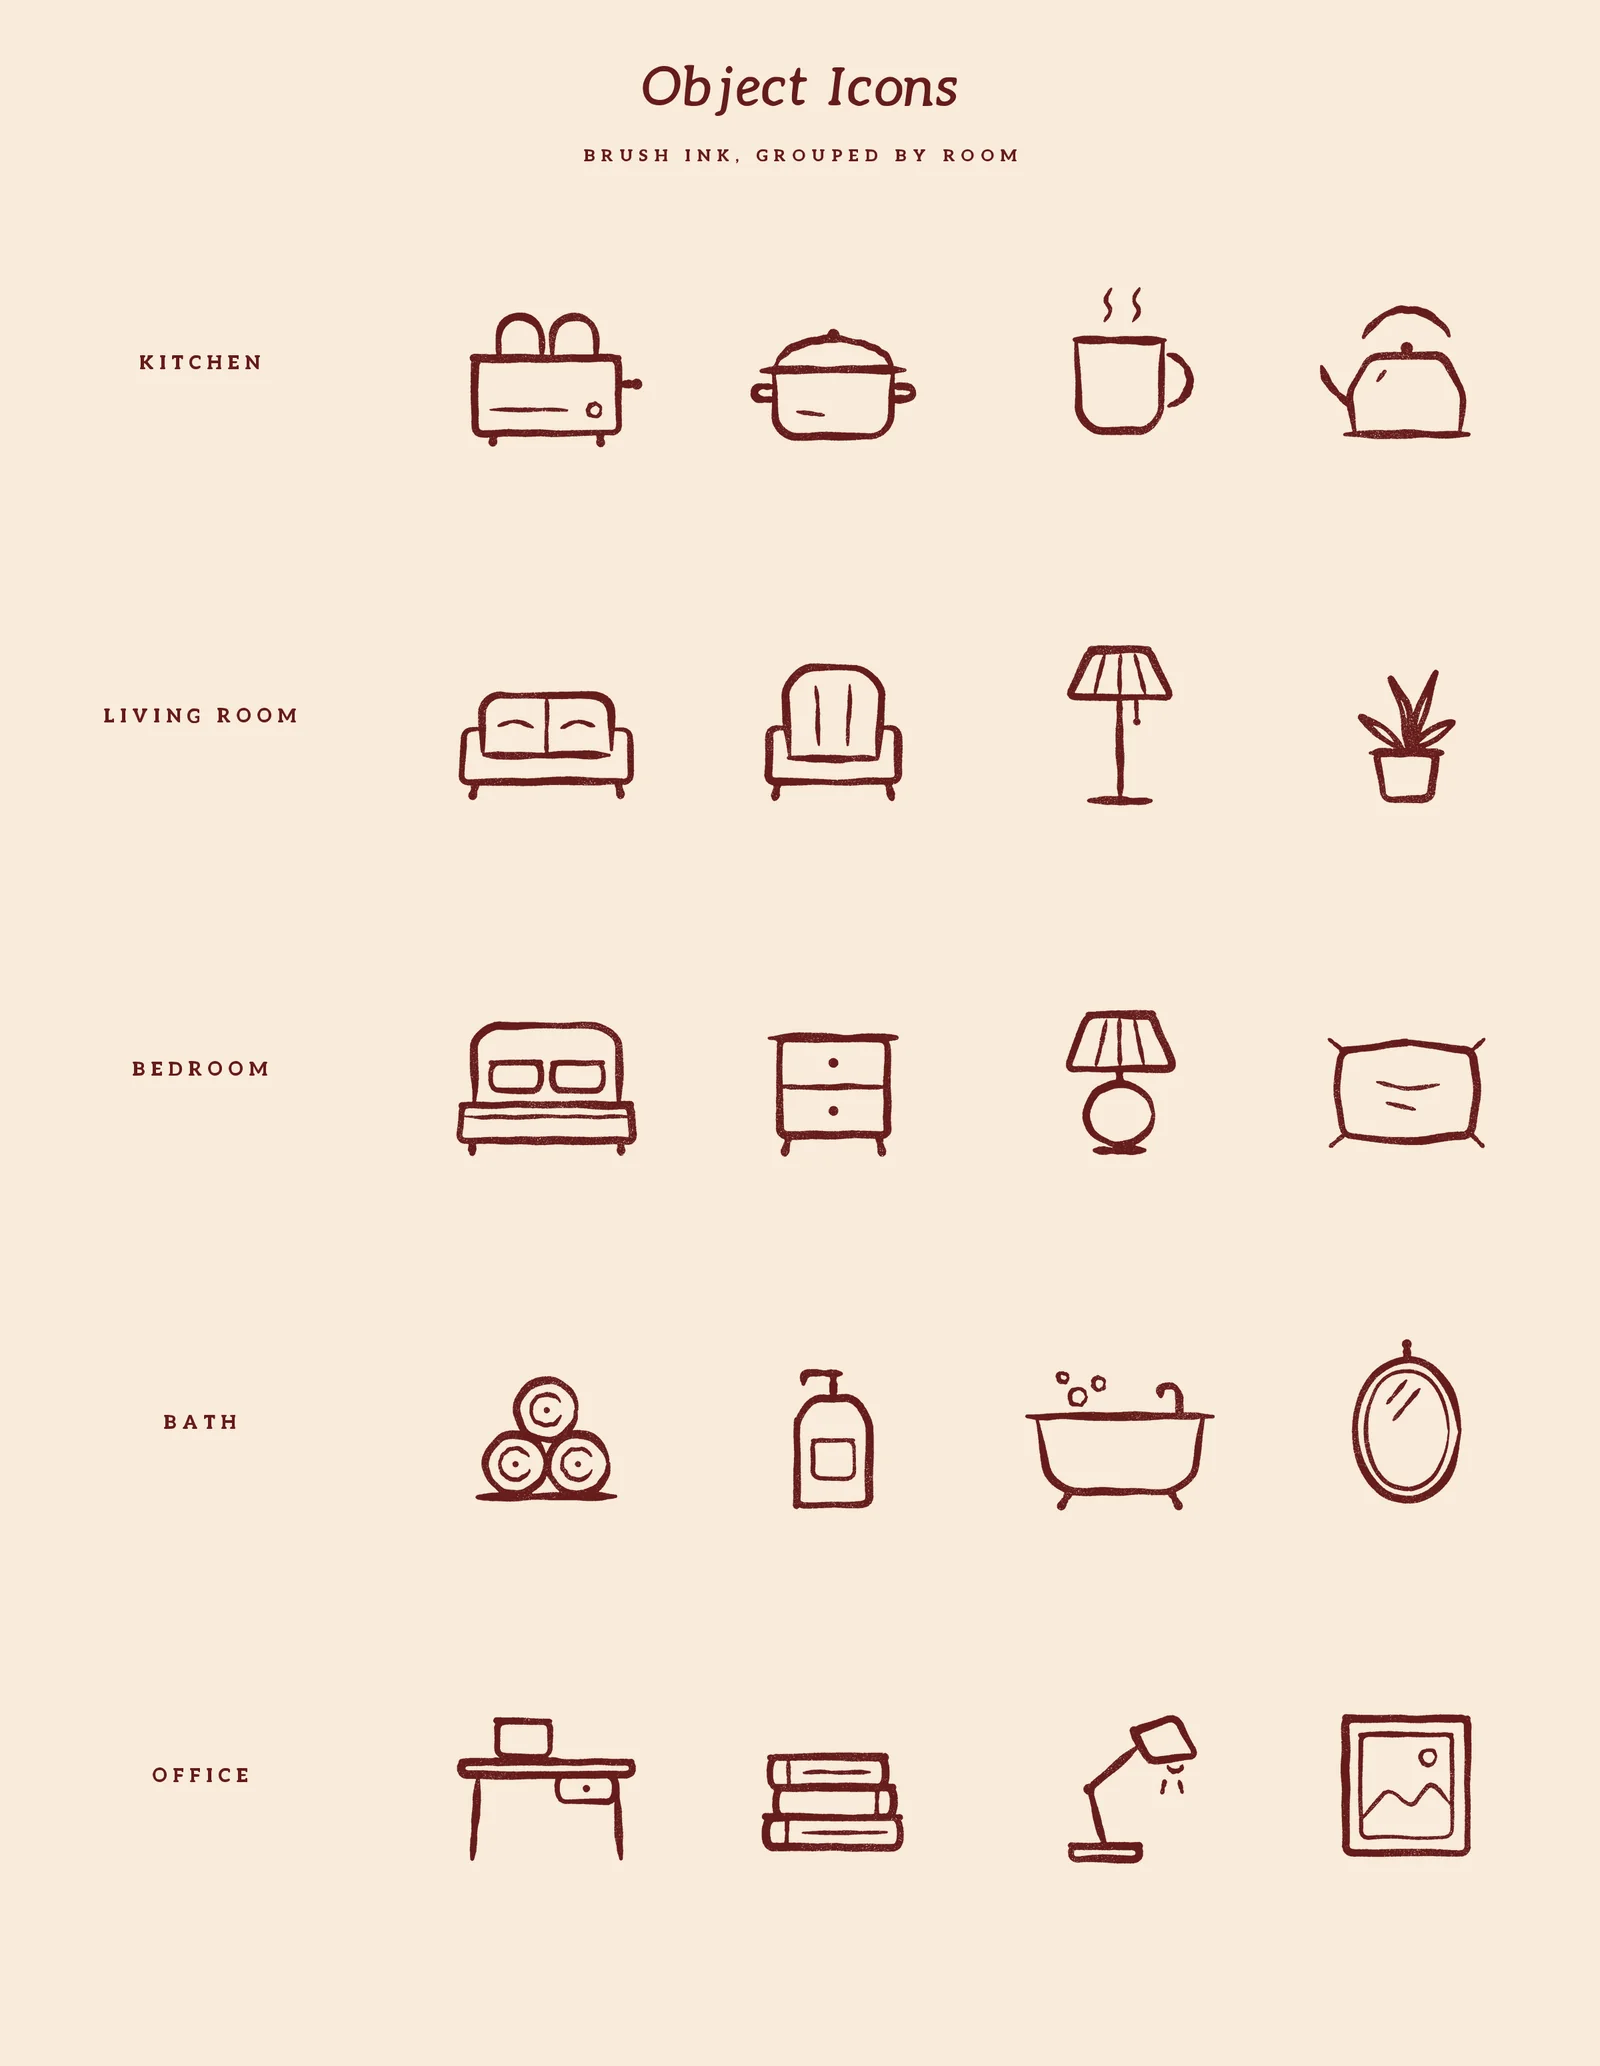 Object Icons
BRUSH INK, GROUPED BY ROOM
KITCHEN
LIVING ROOM
BEDROOM
BATH
OFFICE